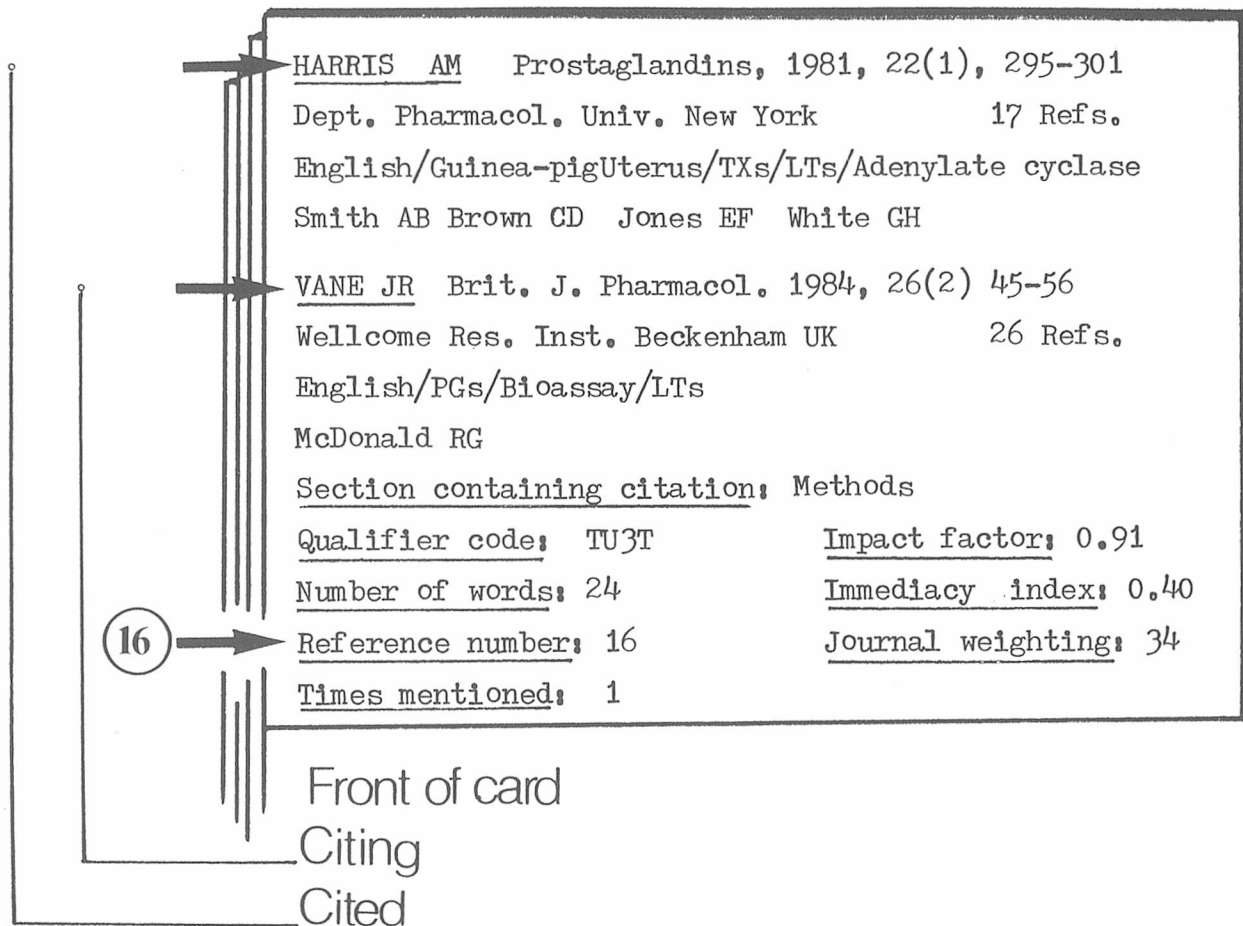 HARRIS AM Prostaglandins, 1981, 22(1), 295-301
Dept. Pharmacol. Univ. New York 17 Refs.
English/Guinea-pigUterus/TXs/LTs/Adenylate cyclase
Smith AB Brown CD Jones EF White GH
VANE JR Brit. J. Pharmacol. 1984, 26(2) 45-56
Wellcome Res. Inst. Beckenham UK 26 Refs.
English/PGs/Bioassay/LTs
McDonald RG
Section containing citation: Methods
Qualifier code: TU3T Impact factor: 0.91
Number of words: 24 Immediacy index: 0.40
16 Reference number: 16 Journal weighting: 34
Times mentioned: 1
Front of card
Citing
Cited